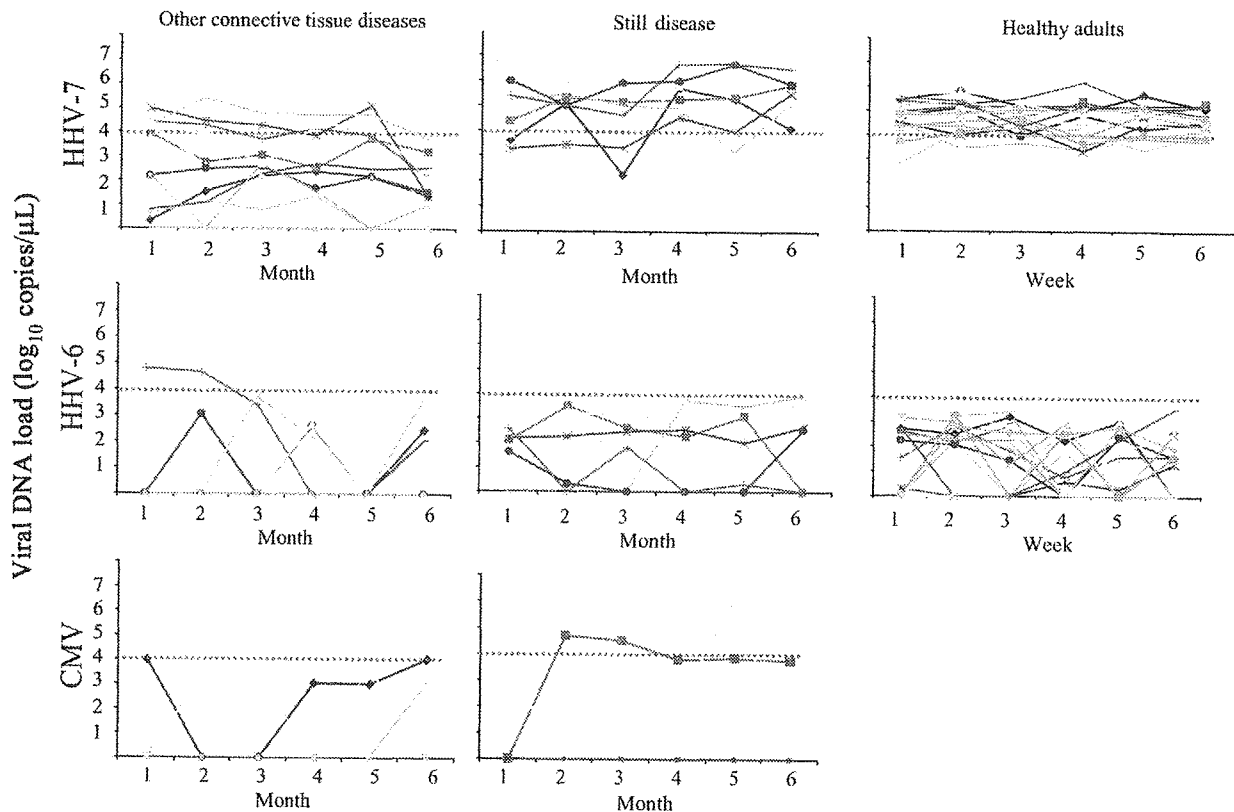 Other connective tissue diseases
Still disease
Healthy adults
Viral DNA load (log10 copies/μL)
HHV-7
7
6
5
4
3
2
1
1 2 3 4 5 6
Month
1 2 3 4 5 6
Month
1 2 3 4 5 6
Week
HHV-6
7
6
5
4
3
2
1
1 2 3 4 5 6
Month
1 2 3 4 5 6
Month
1 2 3 4 5 6
Week
CMV
7
6
5
4
3
2
1
1 2 3 4 5 6
Month
1 2 3 4 5 6
Month